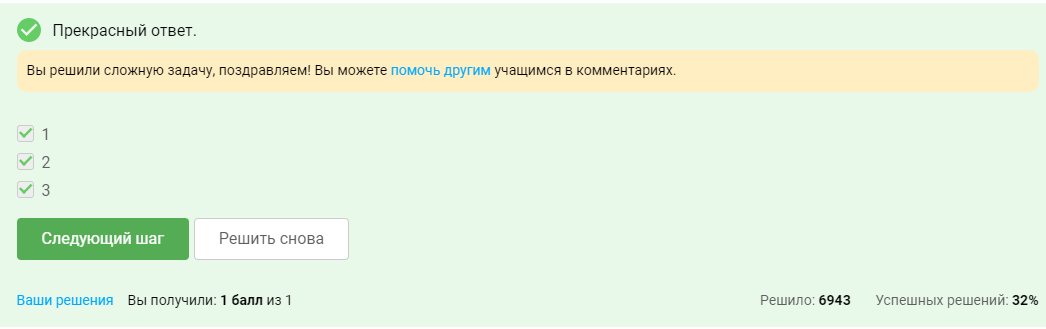 Прекрасный ответ.
Вы решили сложную задачу, поздравляем! Вы можете помочь другим учащимся в комментариях.
1
2
3
Следующий шаг Решить снова
Ваши решения Вы получили: 1 балл из 1 Решило: 6943 Успешных решений: 32%